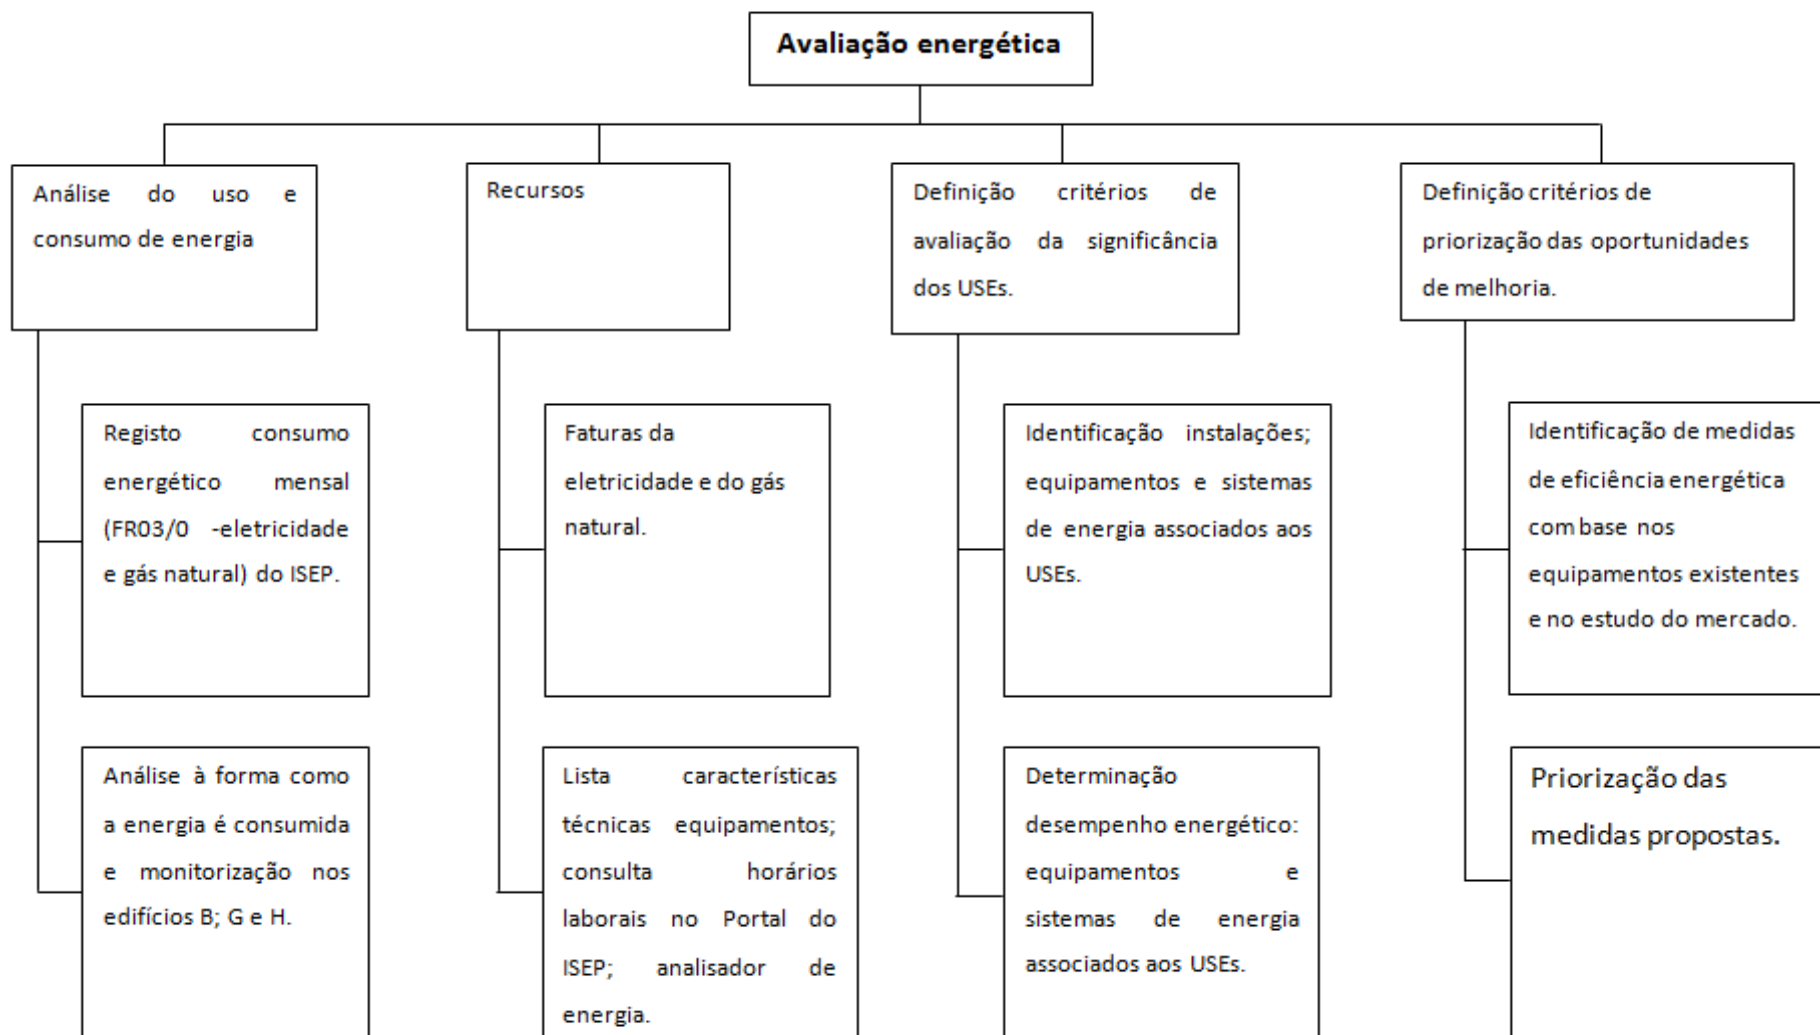 Avaliação energética
Análise do uso e
consumo de energia
Recursos
Definição critérios de
avaliação da significância
dos USEs.
Definição critérios de
priorização das oportunidades
de melhoria.
Registo consumo
energético mensal
(FR03/0 -eletricidade
e gás natural) do ISEP.
Faturas da
eletricidade e do gás
natural.
Identificação instalações;
equipamentos e sistemas
de energia associados aos
USEs.
Identificação de medidas
de eficiência energética
com base nos
equipamentos existentes
e no estudo do mercado.
Análise à forma como
a energia é consumida
e monitorização nos
edifícios B; G e H.
Lista características
técnicas equipamentos;
consulta horários
laborais no Portal do
ISEP; analisador de
energia.
Determinação
desempenho energético:
equipamentos e
sistemas de energia
associados aos USEs.
Priorização das
medidas propostas.